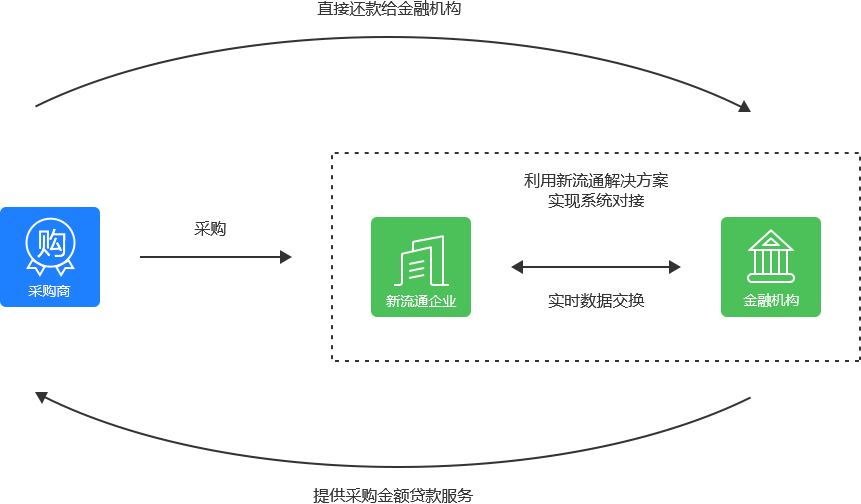 直接还款给金融机构
利用新流通解决方案
实现系统对接
采购
购
采购商
新流通企业
实时数据交换
金融机构
提供采购金额贷款服务